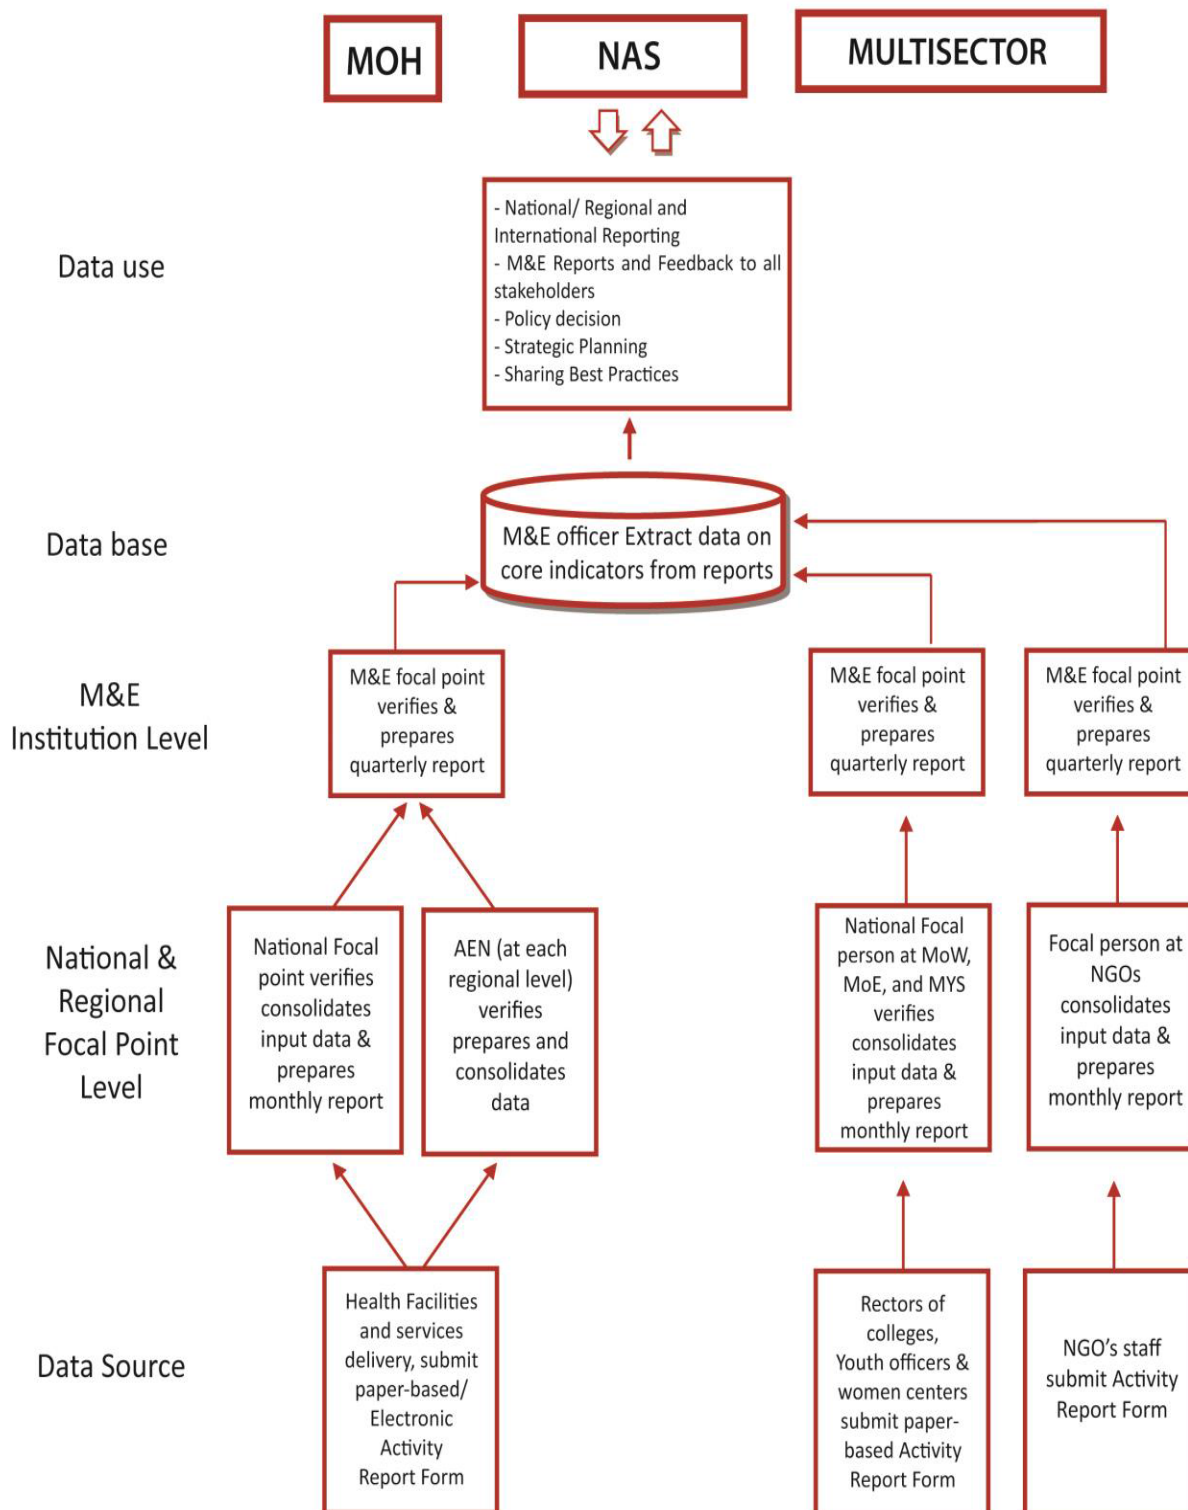 MOH
NAS
MULTISECTOR
Data use
- National/ Regional and
International Reporting
- M&E Reports and Feedback to all
stakeholders
- Policy decision
- Strategic Planning
- Sharing Best Practices
Data base
M&E officer Extract data on
core indicators from reports
M&E
Institution Level
M&E focal point
verifies &
prepares
quarterly report
M&E focal point
verifies &
prepares
quarterly report
M&E focal point
verifies &
prepares
quarterly report
National &
Regional
Focal Point
Level
National Focal
point verifies
consolidates
input data &
prepares
monthly report
AEN (at each
regional level)
verifies
prepares and
consolidates
data
National Focal
person at MoW,
MoE, and MYS
verifies
consolidates
input data &
prepares
monthly report
Focal person at
NGOs
consolidates
input data &
prepares
monthly report
Data Source
Health Facilities
and services
delivery, submit
paper-based/
Electronic
Activity
Report Form
Rectors of
colleges,
Youth officers &
women centers
submit paper-
based Activity
Report Form
NGO's staff
submit Activity
Report Form